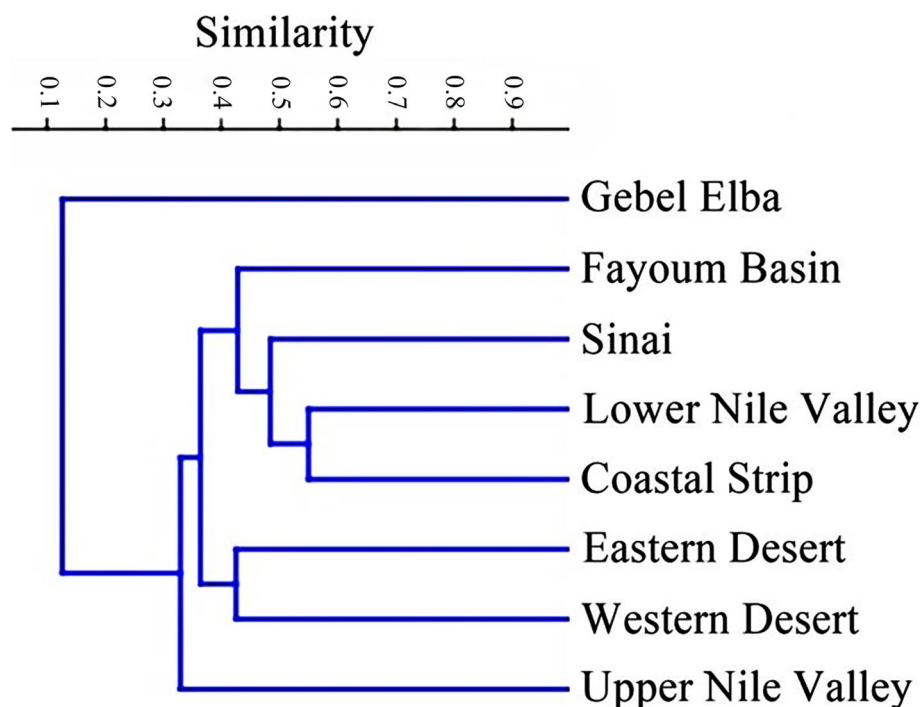 Similarity
0.1 0.2 0.3 0.4 0.5 0.6 0.7 0.8 0.9
Gebel Elba
Fayoum Basin
Sinai
Lower Nile Valley
Coastal Strip
Eastern Desert
Western Desert
Upper Nile Valley